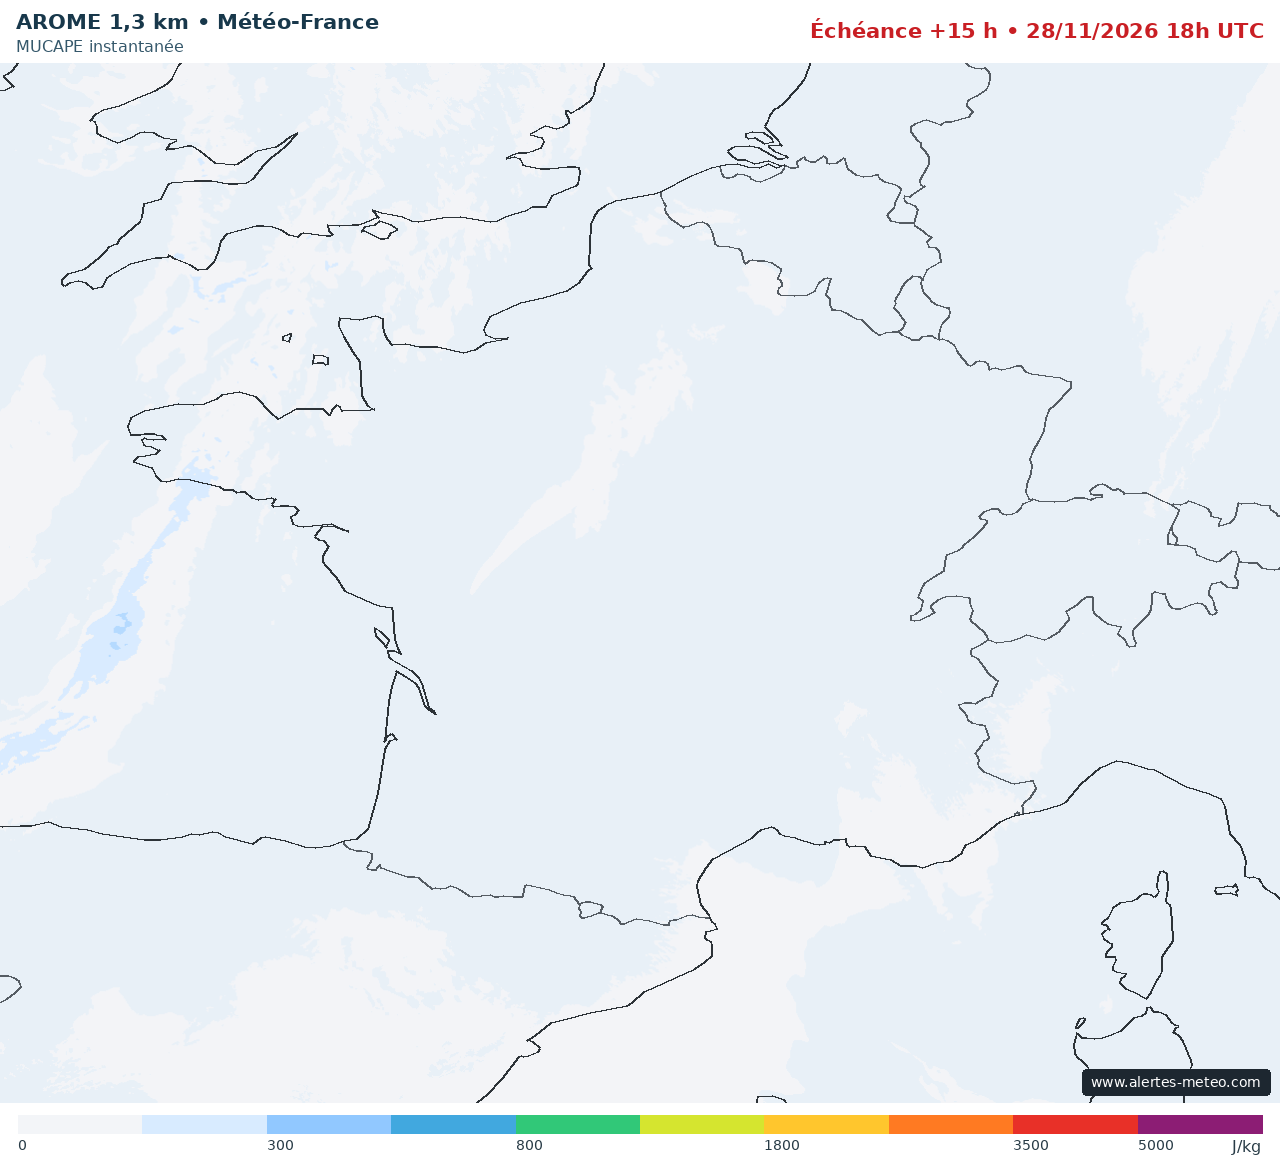 AROME 1,3 km • Météo-France
MUCAPE instantanée
Échéance +15 h • 28/11/2026 18h UTC
www.alertes-meteo.com
0 300 800 1800 3500 5000 J/kg